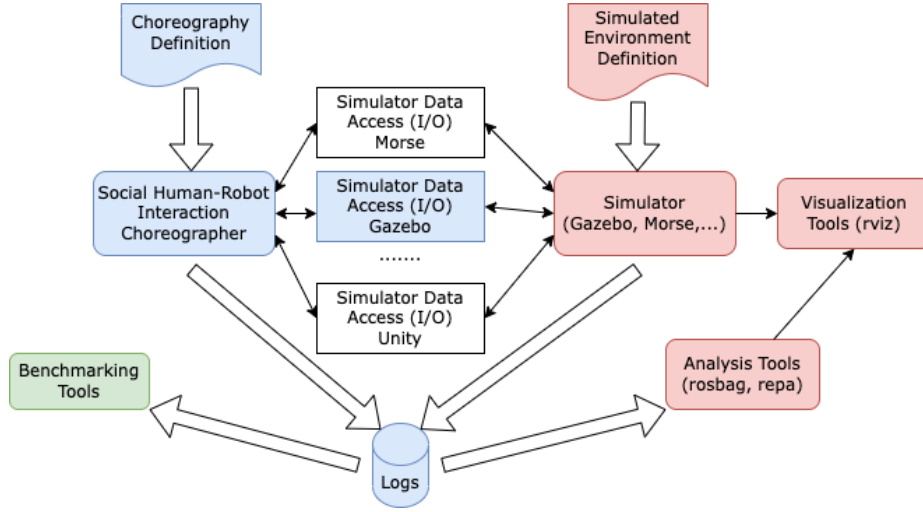 Choreography
Definition
Simulated
Environment
Definition
Simulator Data
Access (I/O)
Morse
Social Human-Robot
Interaction
Choreographer
Simulator Data
Access (I/O)
Gazebo
.......
Simulator
(Gazebo, Morse,...)
Visualization
Tools (rviz)
Simulator Data
Access (I/O)
Unity
Benchmarking
Tools
Analysis Tools
(rosbag, repa)
Logs